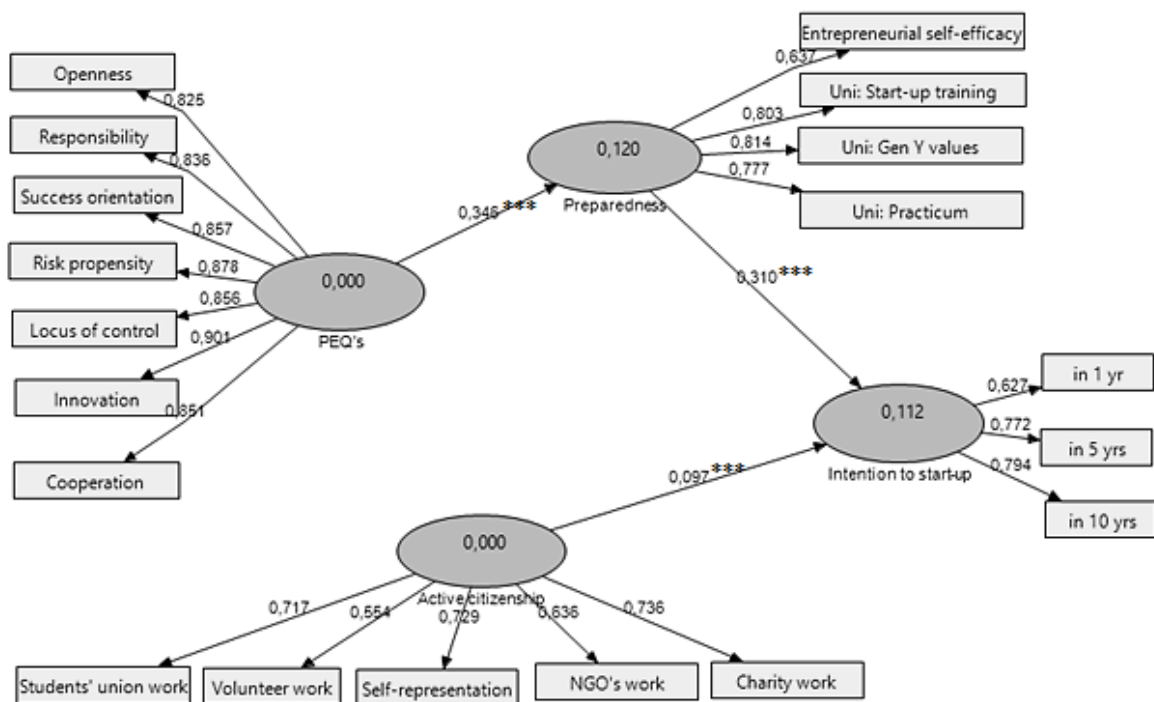 Openness
0,825
Responsibility
0,836
Success orientation
0,857
Risk propensity
0,878
Locus of control
0,856
Innovation
0,901
Cooperation
0,851
0,000
PEQ's
0,346***
0,120
Preparedness
Entrepreneurial self-efficacy
0,637
Uni: Start-up training
0,803
Uni: Gen Y values
0,814
Uni: Practicum
0,777
0,310***
0,112
Intention to start-up
in 1 yr
0,627
in 5 yrs
0,772
in 10 yrs
0,794
0,097***
0,000
Active citizenship
0,717
0,554
0,729
0,636
0,736
Students' union work
Volunteer work
Self-representation
NGO's work
Charity work